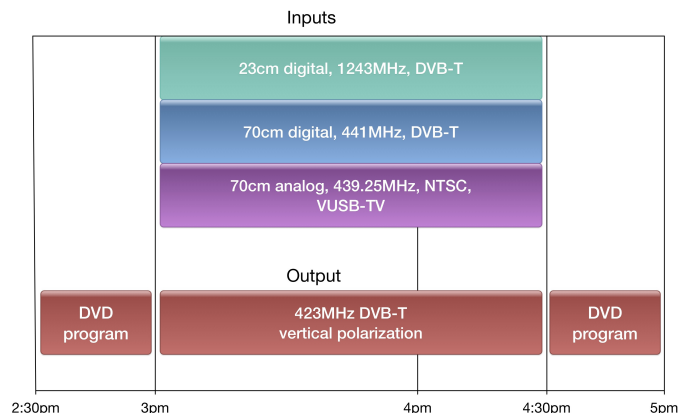 Inputs
23cm digital, 1243MHz, DVB-T
70cm digital, 441MHz, DVB-T
70cm analog, 439.25MHz, NTSC,
VUSB-TV
Output
DVD
program
423MHz DVB-T
vertical polarization
DVD
program
2:30pm
3pm
4pm
4:30pm
5pm